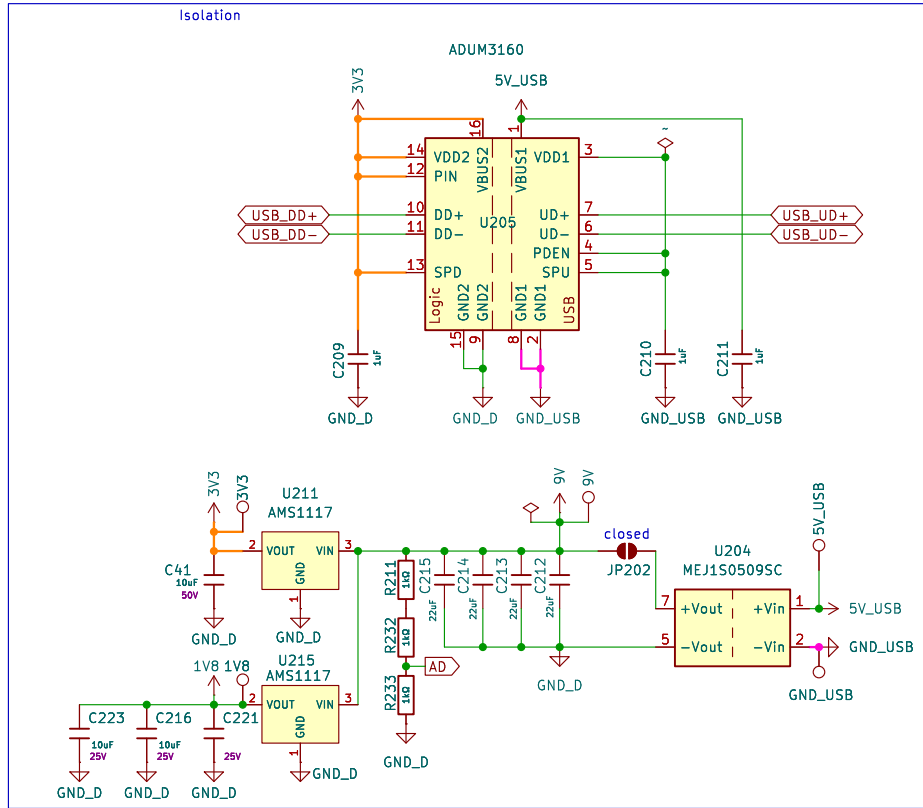 Isolation
ADUM3160
3V3
5V_USB
~
16
1
VBUS2
VBUS1
14
VDD2
VDD1
3
12
PIN
U205
USB_DD+
10
DD+
UD+
7
USB_UD+
USB_DD-
11
DD-
UD-
6
USB_UD-
PDEN
4
13
SPD
SPU
5
Logic
GND2
GND2
GND1
GND1
USB
15
9
8
2
C209
1uF
C210
1uF
C211
1uF
GND_D
GND_D
GND_USB
GND_USB
GND_USB
3V3
3V3
U211
AMS1117
9V
9V
closed
JP202
5V_USB
U204
MEJ1S0509SC
2
VOUT
VIN
3
GND
1
C41
10uF
50V
GND_D
GND_D
R211
1kΩ
R232
1kΩ
R233
1kΩ
AD
GND_D
C215
22uF
C214
22uF
C213
22uF
C212
22uF
GND_D
7
+Vout
+Vin
1
5V_USB
5
-Vout
-Vin
2
GND_USB
GND_USB
1V8
1V8
U215
AMS1117
2
VOUT
VIN
3
GND
1
GND_D
C223
10uF
25V
GND_D
C216
10uF
25V
GND_D
C221
25V
GND_D